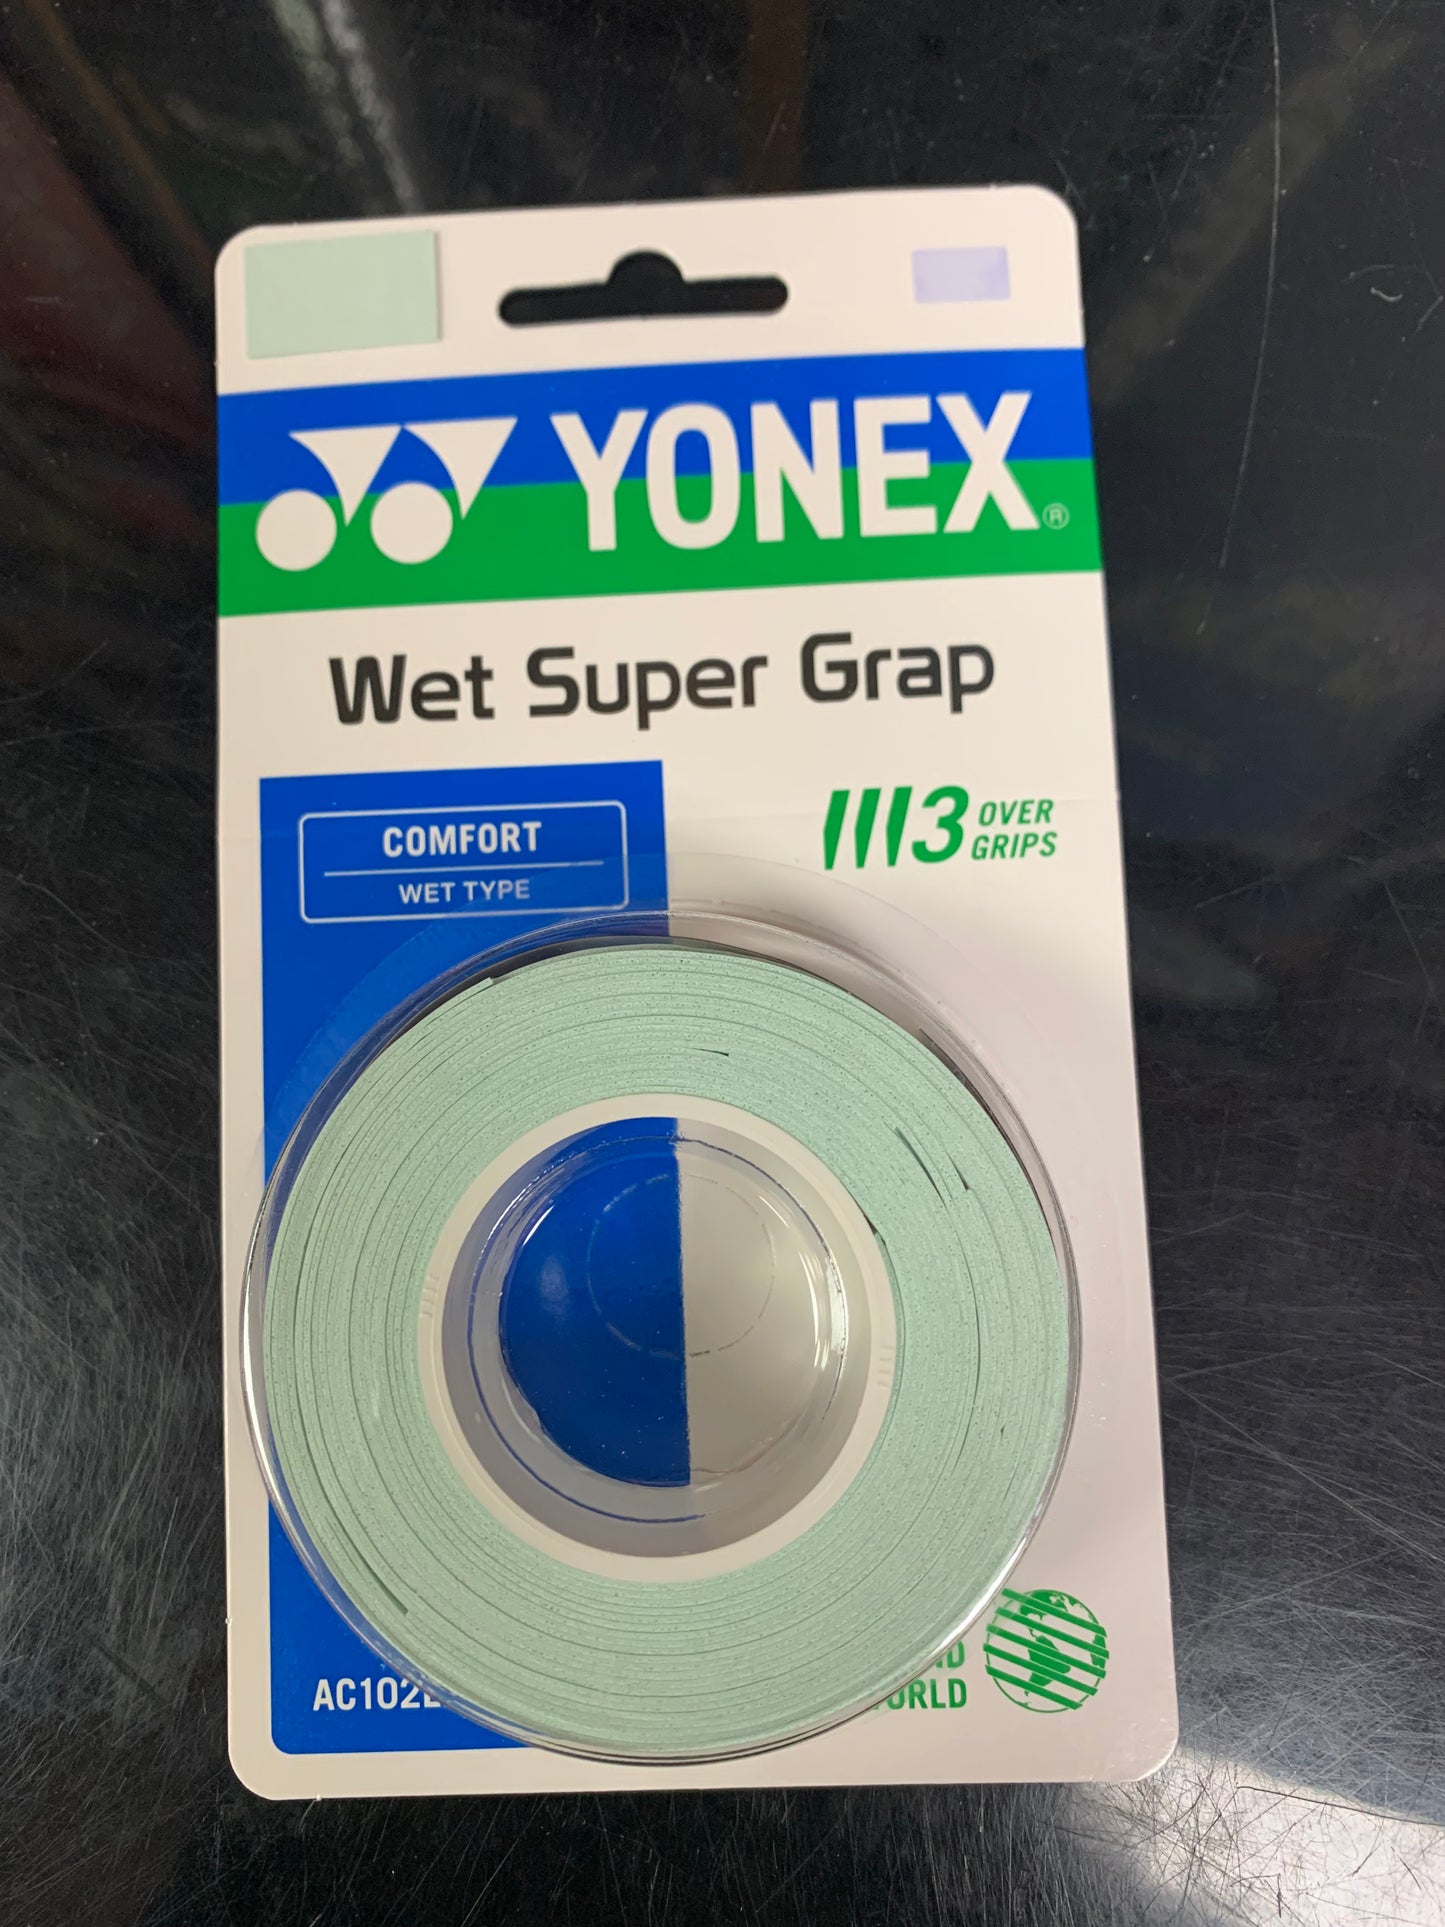 YONEX®
Wet Super Grap
COMFORT
WET TYPE
3 OVER
GRIPS